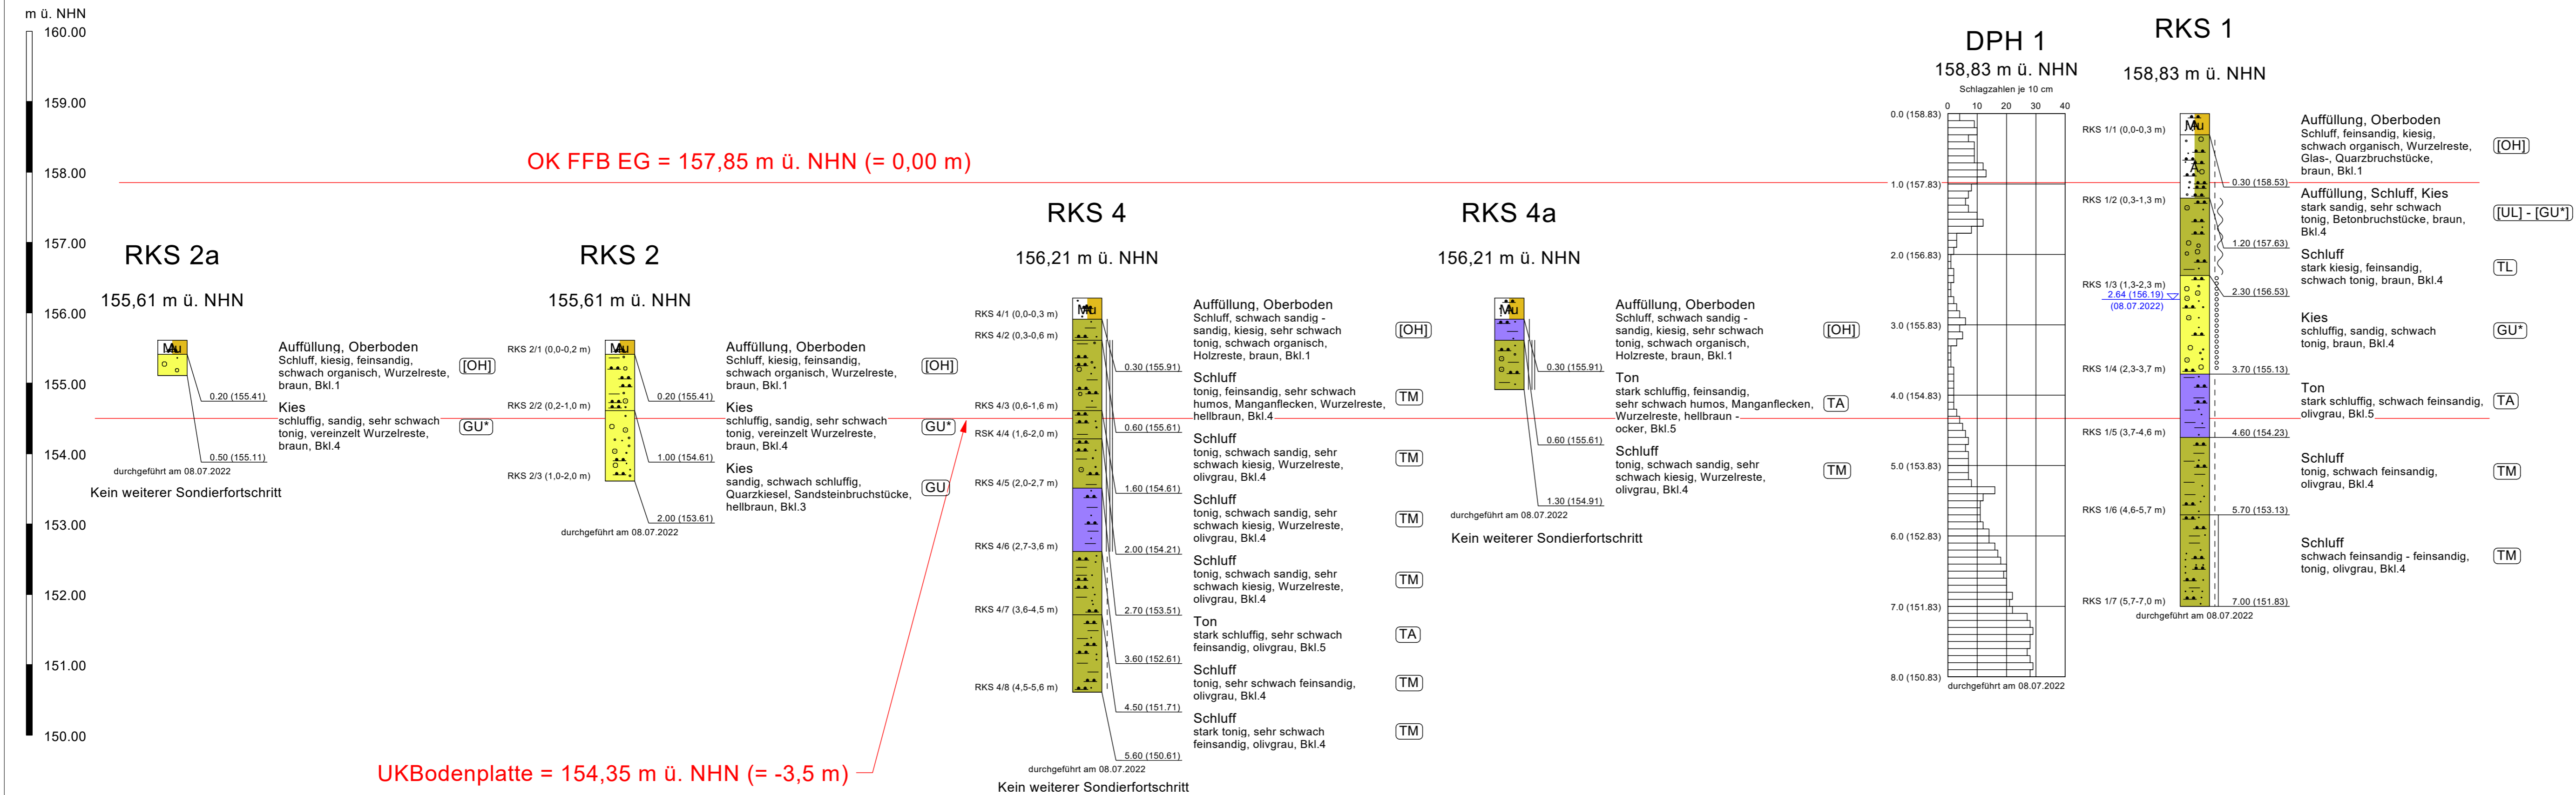 m ü. NHN
160.00
159.00
158.00
157.00
156.00
155.00
154.00
153.00
152.00
151.00
150.00
OK FFB EG = 157,85 m ü. NHN (= 0,00 m)
UKBodenplatte = 154,35 m ü. NHN (= -3,5 m)
RKS 2a
155,61 m ü. NHN
Mu
A
Auffüllung, Oberboden
Schluff, kiesig, feinsandig,
schwach organisch, Wurzelreste,
braun, Bkl.1
[OH]
0.20 (155.41)
Kies
schluffig, sandig, sehr schwach
tonig, vereinzelt Wurzelreste,
braun, Bkl.4
GU*
0.50 (155.11)
durchgeführt am 08.07.2022
Kein weiterer Sondierfortschritt
RKS 2
155,61 m ü. NHN
RKS 2/1 (0,0-0,2 m)
RKS 2/2 (0,2-1,0 m)
RKS 2/3 (1,0-2,0 m)
Mu
A
Auffüllung, Oberboden
Schluff, kiesig, feinsandig,
schwach organisch, Wurzelreste,
braun, Bkl.1
[OH]
0.20 (155.41)
Kies
schluffig, sandig, sehr schwach
tonig, vereinzelt Wurzelreste,
braun, Bkl.4
GU*
1.00 (154.61)
Kies
sandig, schwach schluffig,
Quarzkiesel, Sandsteinbruchstücke,
hellbraun, Bkl.3
GU
2.00 (153.61)
durchgeführt am 08.07.2022
RKS 4
156,21 m ü. NHN
RKS 4/1 (0,0-0,3 m)
RKS 4/2 (0,3-0,6 m)
RKS 4/3 (0,6-1,6 m)
RSK 4/4 (1,6-2,0 m)
RKS 4/5 (2,0-2,7 m)
RKS 4/6 (2,7-3,6 m)
RKS 4/7 (3,6-4,5 m)
RKS 4/8 (4,5-5,6 m)
Mu
A
Auffüllung, Oberboden
Schluff, schwach sandig -
sandig, kiesig, sehr schwach
tonig, schwach organisch,
Holzreste, braun, Bkl.1
[OH]
0.30 (155.91)
Schluff
tonig, feinsandig, sehr schwach
humos, Manganflecken, Wurzelreste,
hellbraun, Bkl.4
TM
0.60 (155.61)
Schluff
tonig, schwach sandig, sehr
schwach kiesig, Wurzelreste,
olivgrau, Bkl.4
TM
1.60 (154.61)
Schluff
tonig, schwach sandig, sehr
schwach kiesig, Wurzelreste,
olivgrau, Bkl.4
TM
2.00 (154.21)
Schluff
tonig, schwach sandig, sehr
schwach kiesig, Wurzelreste,
olivgrau, Bkl.4
TM
2.70 (153.51)
Ton
stark schluffig, sehr schwach
feinsandig, olivgrau, Bkl.5
TA
3.60 (152.61)
Schluff
tonig, sehr schwach feinsandig,
olivgrau, Bkl.4
TM
4.50 (151.71)
Schluff
stark tonig, sehr schwach
feinsandig, olivgrau, Bkl.4
TM
5.60 (150.61)
durchgeführt am 08.07.2022
Kein weiterer Sondierfortschritt
RKS 4a
156,21 m ü. NHN
Mu
A
Auffüllung, Oberboden
Schluff, schwach sandig -
sandig, kiesig, sehr schwach
tonig, schwach organisch,
Holzreste, braun, Bkl.1
[OH]
0.30 (155.91)
Ton
stark schluffig, feinsandig,
sehr schwach humos, Manganflecken,
Wurzelreste, hellbraun -
ocker, Bkl.5
TA
0.60 (155.61)
Schluff
tonig, schwach sandig, sehr
schwach kiesig, Wurzelreste,
olivgrau, Bkl.4
TM
1.30 (154.91)
durchgeführt am 08.07.2022
Kein weiterer Sondierfortschritt
DPH 1
158,83 m ü. NHN
Schlagzahlen je 10 cm
0 10 20 30 40
0.0 (158.83)
1.0 (157.83)
2.0 (156.83)
3.0 (155.83)
4.0 (154.83)
5.0 (153.83)
6.0 (152.83)
7.0 (151.83)
8.0 (150.83)
durchgeführt am 08.07.2022
RKS 1
158,83 m ü. NHN
RKS 1/1 (0,0-0,3 m)
RKS 1/2 (0,3-1,3 m)
RKS 1/3 (1,3-2,3 m)
2.64 (156.19)
(08.07.2022)
RKS 1/4 (2,3-3,7 m)
RKS 1/5 (3,7-4,6 m)
RKS 1/6 (4,6-5,7 m)
RKS 1/7 (5,7-7,0 m)
Mu
A
A
Auffüllung, Oberboden
Schluff, feinsandig, kiesig,
schwach organisch, Wurzelreste,
Glas-, Quarzbruchstücke,
braun, Bkl.1
[OH]
0.30 (158.53)
Auffüllung, Schluff, Kies
stark sandig, sehr schwach
tonig, Betonbruchstücke, braun,
Bkl.4
[UL] - [GU*]
1.20 (157.63)
Schluff
stark kiesig, feinsandig,
schwach tonig, braun, Bkl.4
TL
2.30 (156.53)
Kies
schluffig, sandig, schwach
tonig, braun, Bkl.4
GU*
3.70 (155.13)
Ton
stark schluffig, schwach feinsandig,
olivgrau, Bkl.5
TA
4.60 (154.23)
Schluff
tonig, schwach feinsandig,
olivgrau, Bkl.4
TM
5.70 (153.13)
Schluff
schwach feinsandig - feinsandig,
tonig, olivgrau, Bkl.4
TM
7.00 (151.83)
durchgeführt am 08.07.2022